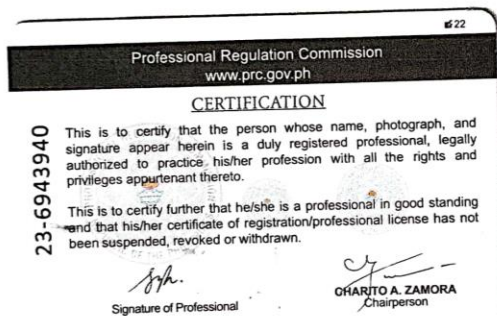 22
Professional Regulation Commission
www.prc.gov.ph
CERTIFICATION
23-6943940
This is to certify that the person whose name, photograph, and
signature appear herein is a duly registered professional, legally
authorized to practice his/her profession with all the rights and
privileges appurtenant thereto.
This is to certify further that he/she is a professional in good standing
and that his/her certificate of registration/professional license has not
been suspended, revoked or withdrawn.
Signature of Professional
CHARITO A. ZAMORA
Chairperson